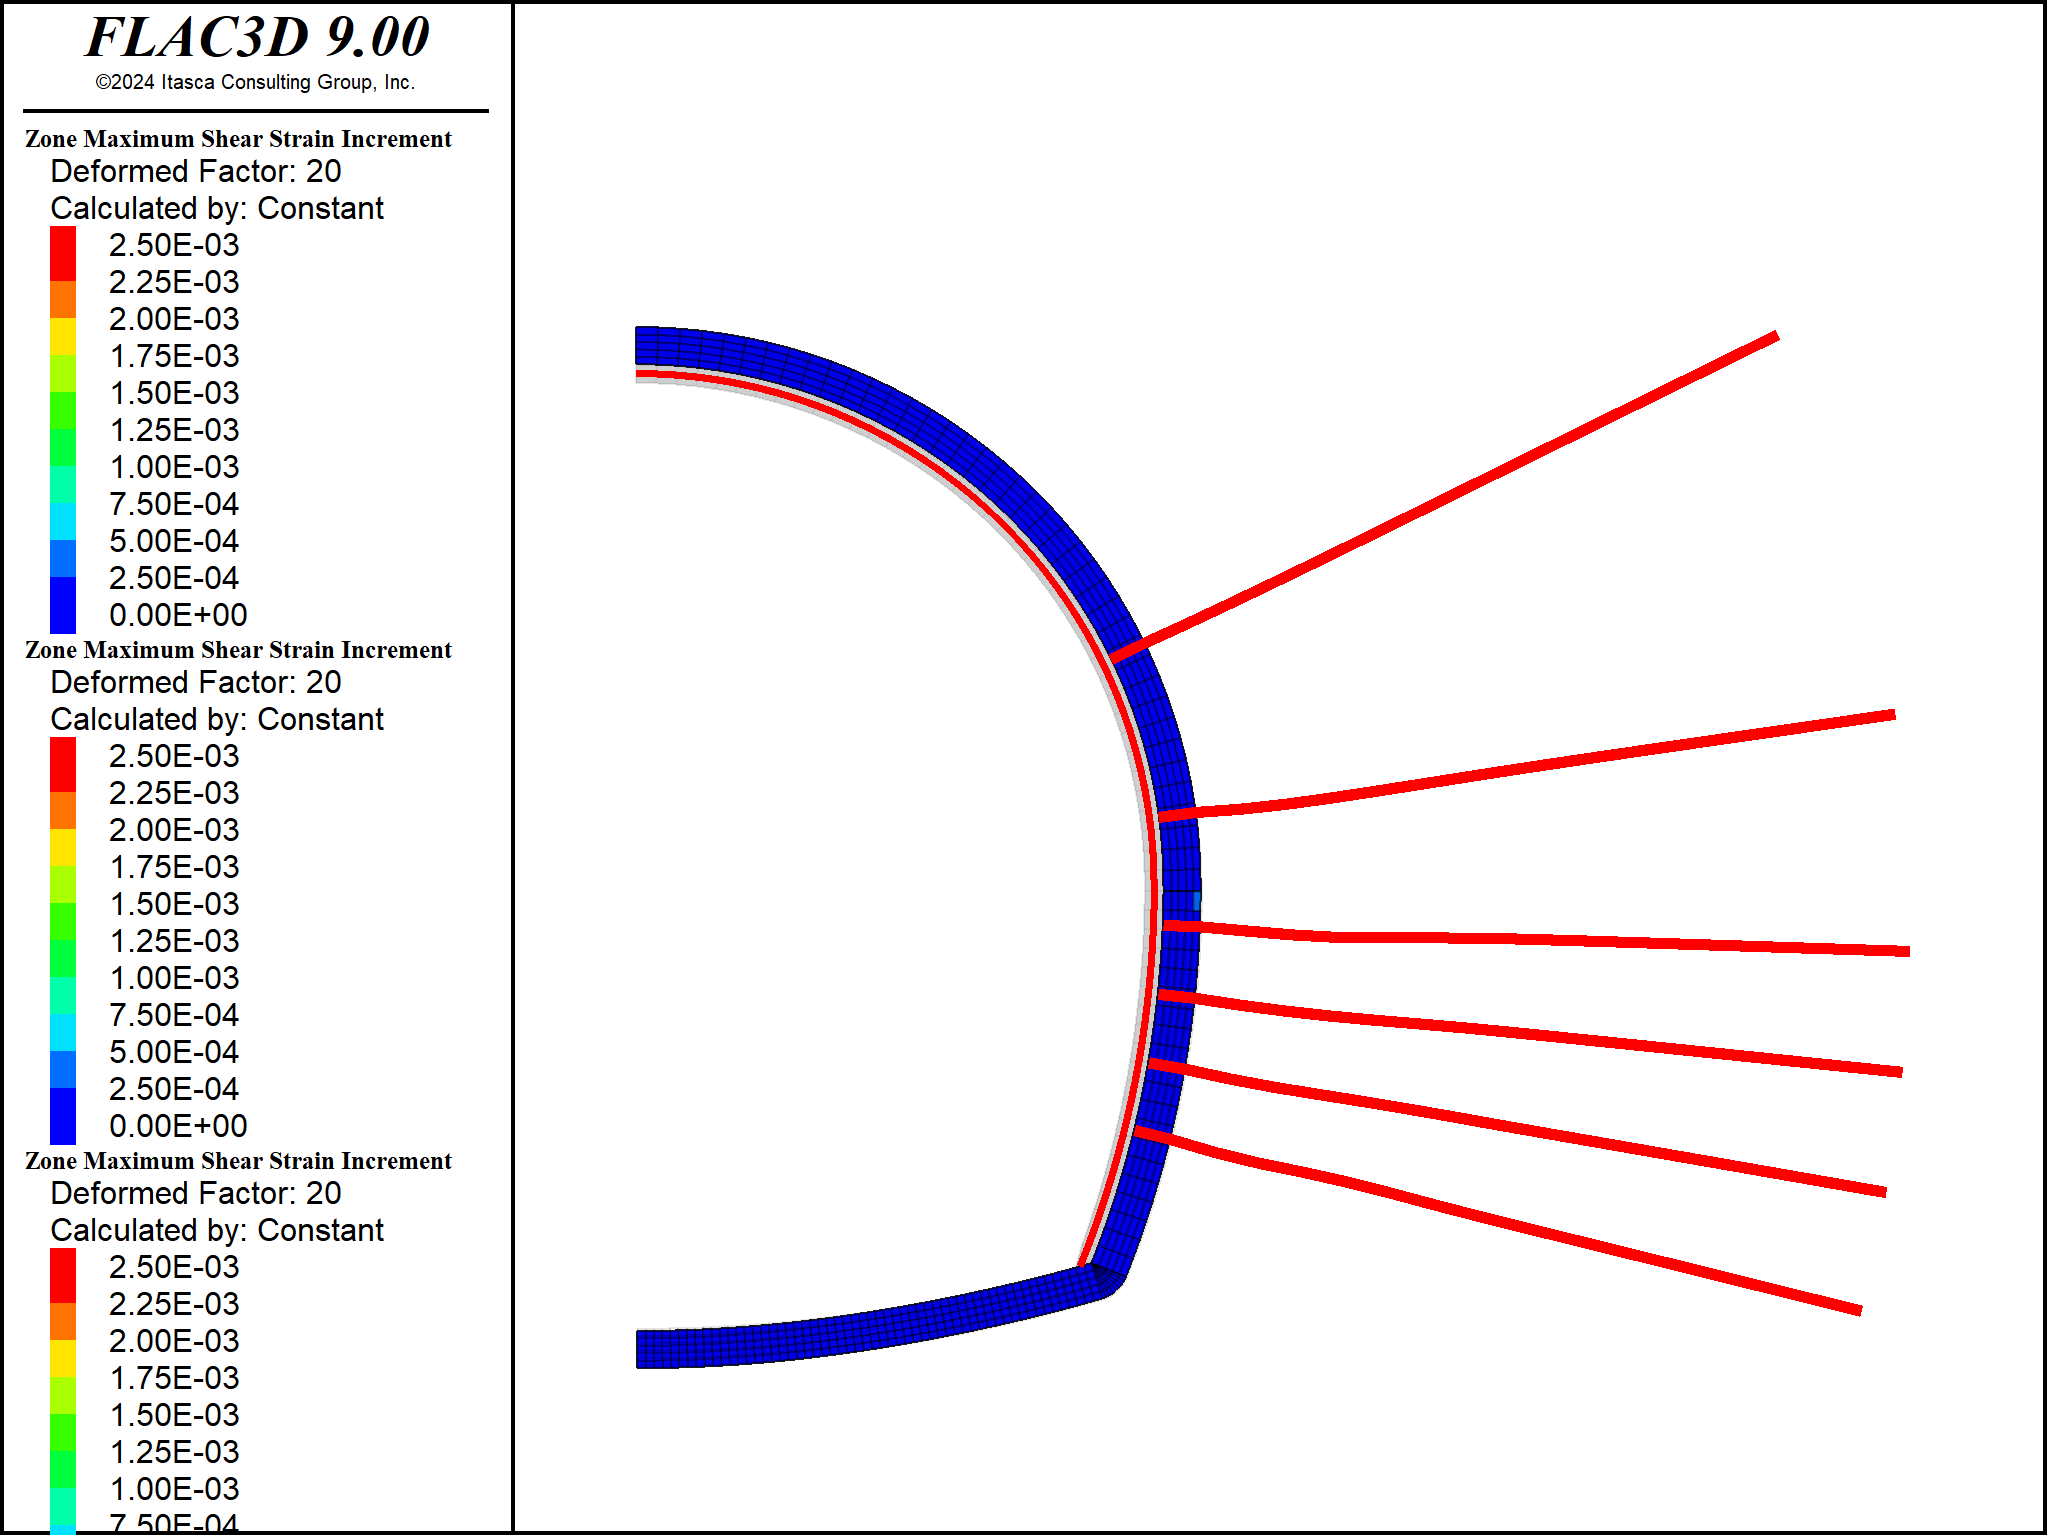 FLAC3D 9.00
©2024 Itasca Consulting Group, Inc.
Zone Maximum Shear Strain Increment
Deformed Factor: 20
Calculated by: Constant
2.50E-03
2.25E-03
2.00E-03
1.75E-03
1.50E-03
1.25E-03
1.00E-03
7.50E-04
5.00E-04
2.50E-04
0.00E+00
Zone Maximum Shear Strain Increment
Deformed Factor: 20
Calculated by: Constant
2.50E-03
2.25E-03
2.00E-03
1.75E-03
1.50E-03
1.25E-03
1.00E-03
7.50E-04
5.00E-04
2.50E-04
0.00E+00
Zone Maximum Shear Strain Increment
Deformed Factor: 20
Calculated by: Constant
2.50E-03
2.25E-03
2.00E-03
1.75E-03
1.50E-03
1.25E-03
1.00E-03
7.50E-04